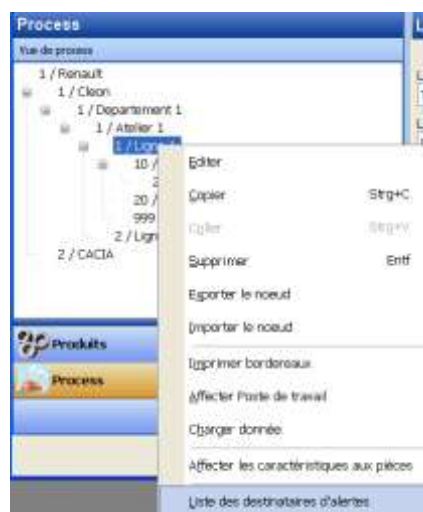 Process
Vue de process
1 / Renault
1 / Cleon
1 / Departement 1
1 / Atelier 1
1 / Ligne
10 /
2
20 /
999
2 / Lign
2 / CACIA
Editer
Copier Strg+C
Coller Strg+V
Supprimer Entf
Exporter le noeud
Importer le noeud
Imprimer bordereaux
Affecter Poste de travail
Charger donnée
Affecter les caractéristiques aux pièces
Liste des destinataires d'alertes
Produits
Process